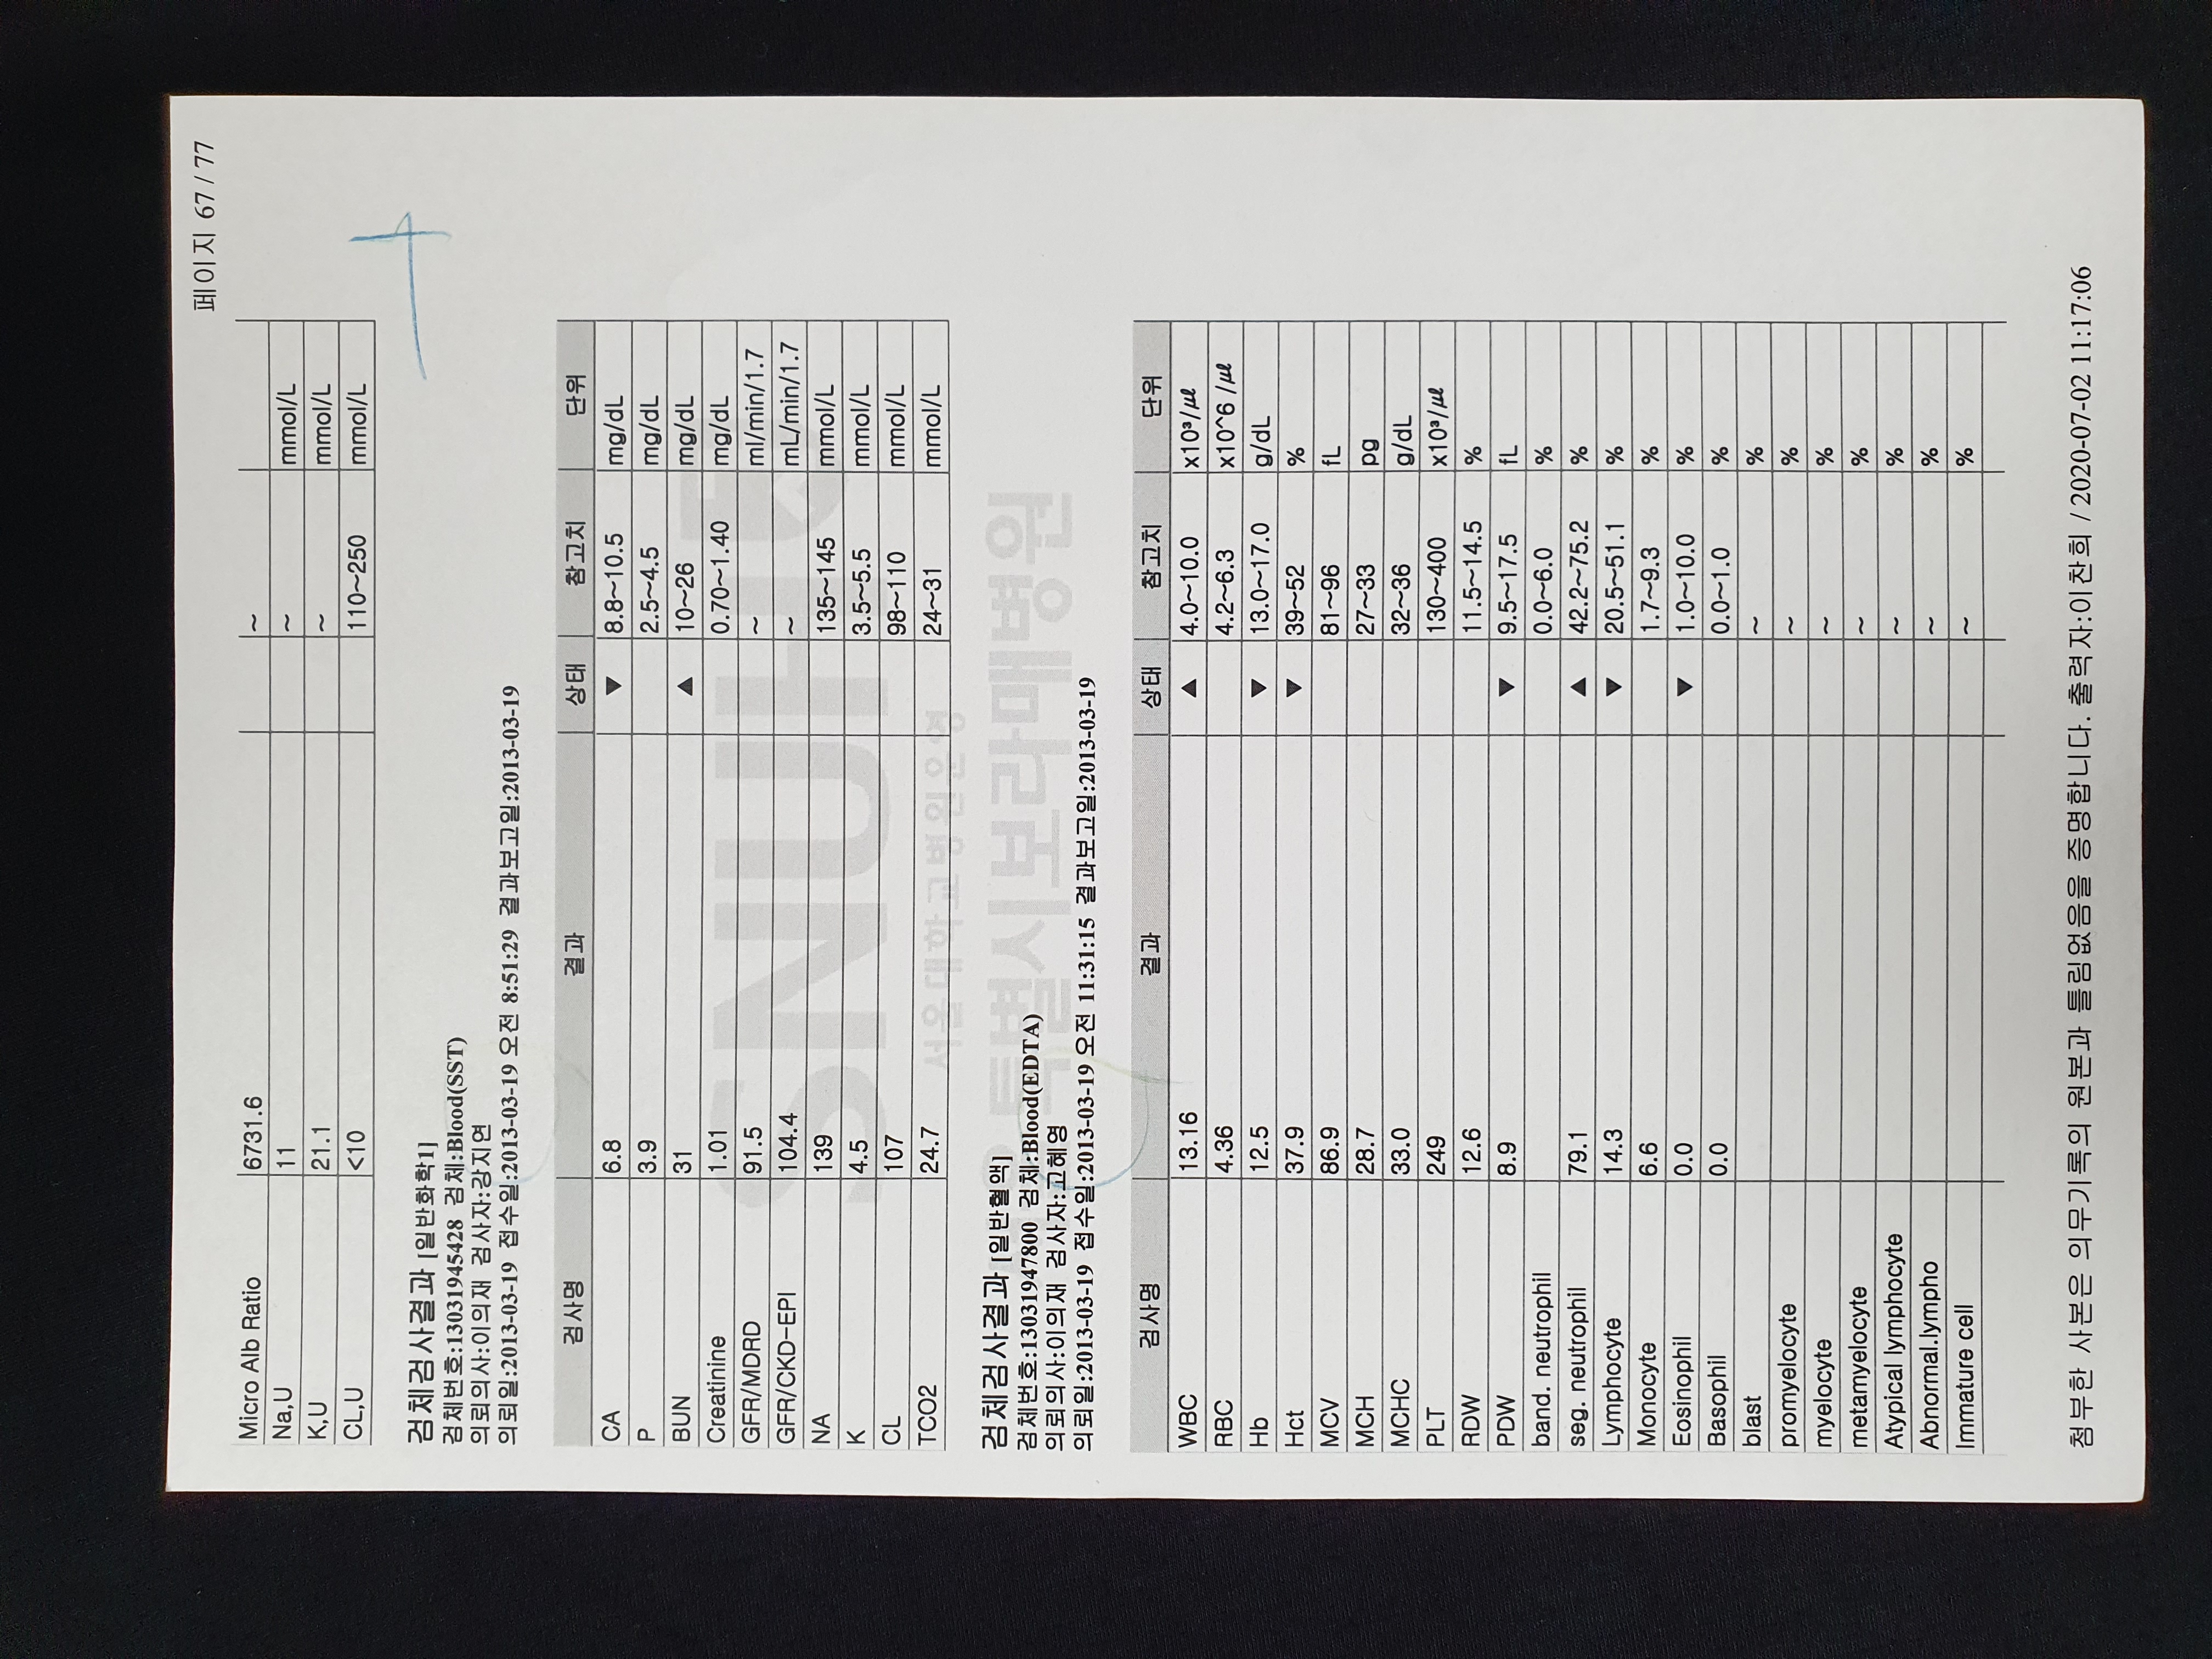 페이지 67 / 77
Micro Alb Ratio 6731.6 ~
Na,U 11 ~ mmol/L
K,U 21.1 ~ mmol/L
CL,U <10 110~250 mmol/L
검체검사결과 [일반화학1]
검체번호:13031945428 검체:Blood(SST)
의뢰의사:이의재 검사자:강지연
의뢰일:2013-03-19 접수일:2013-03-19 오전 8:51:29 결과보고일:2013-03-19
검사명 결과 상태 참고치 단위
CA 6.8 ▼ 8.8~10.5 mg/dL
P 3.9 2.5~4.5 mg/dL
BUN 31 ▲ 10~26 mg/dL
Creatinine 1.01 0.70~1.40 mg/dL
GFR/MDRD 91.5 ~ ml/min/1.7
GFR/CKD-EPI 104.4 ~ mL/min/1.7
NA 139 135~145 mmol/L
K 4.5 3.5~5.5 mmol/L
CL 107 98~110 mmol/L
TCO2 24.7 24~31 mmol/L
SNUH
서울대학교병원운영
서울특별시보라매병원
검체검사결과 [일반혈액]
검체번호:13031947800 검체:Blood(EDTA)
의뢰의사:이의재 검사자:고혜영
의뢰일:2013-03-19 접수일:2013-03-19 오전 11:31:15 결과보고일:2013-03-19
검사명 결과 상태 참고치 단위
WBC 13.16 ▲ 4.0~10.0 x10³/㎕
RBC 4.36 4.2~6.3 x10^6 /㎕
Hb 12.5 ▼ 13.0~17.0 g/dL
Hct 37.9 ▼ 39~52 %
MCV 86.9 81~96 fL
MCH 28.7 27~33 pg
MCHC 33.0 32~36 g/dL
PLT 249 130~400 x10³/㎕
RDW 12.6 11.5~14.5 %
PDW 8.9 ▼ 9.5~17.5 fL
band. neutrophil 0.0~6.0 %
seg. neutrophil 79.1 ▲ 42.2~75.2 %
Lymphocyte 14.3 ▼ 20.5~51.1 %
Monocyte 6.6 1.7~9.3 %
Eosinophil 0.0 ▼ 1.0~10.0 %
Basophil 0.0 0.0~1.0 %
blast ~ %
promyelocyte ~ %
myelocyte ~ %
metamyelocyte ~ %
Atypical lymphocyte ~ %
Abnormal.lympho ~ %
Immature cell ~ %
첨부한 사본은 의무기록의 원본과 틀림없음을 증명합니다. 출력자:이찬희 / 2020-07-02 11:17:06